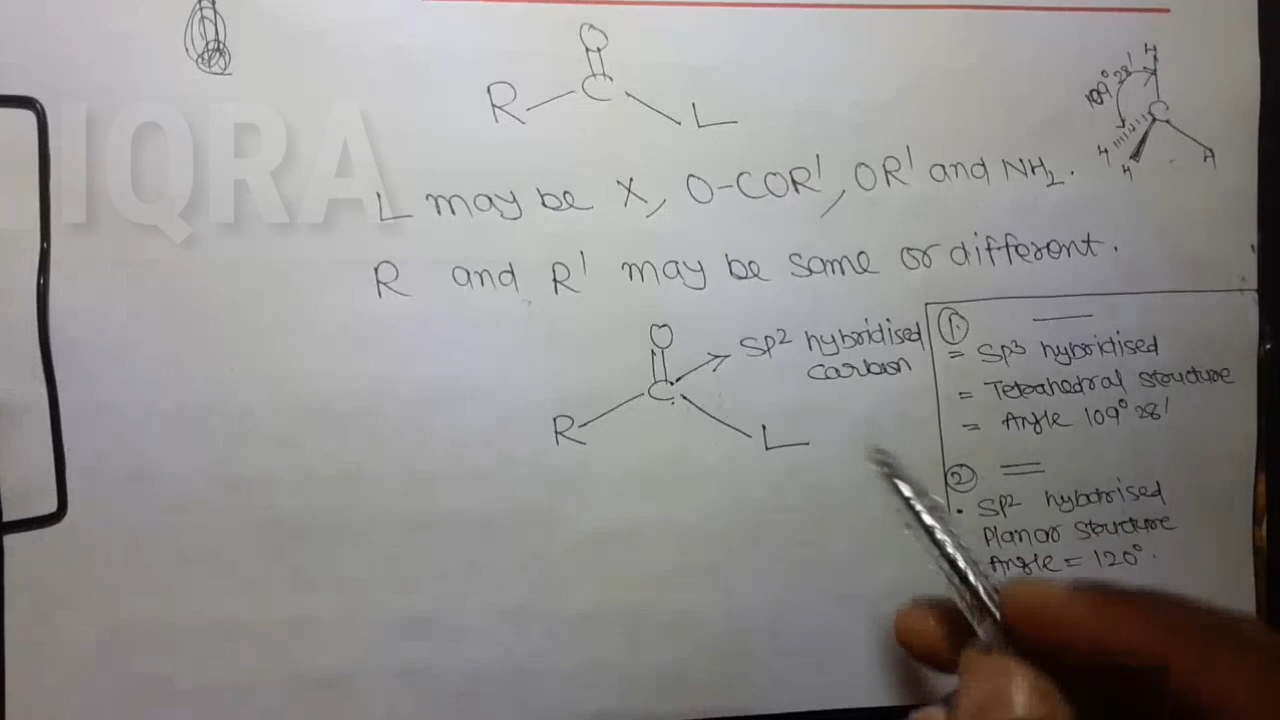 IQRA
O
R C L
H
109° 28'
C
H H H
L may be X, O-COR', OR' and NH2.
R and R' may be same or different.
O
R C L
SP2 hybridised
carbon
1.
= SP3 hybridised
= Tetrahedral structure
= Angle 109° 28'
2
. SP2 hybdrised
Planar structure
Angle = 120°.